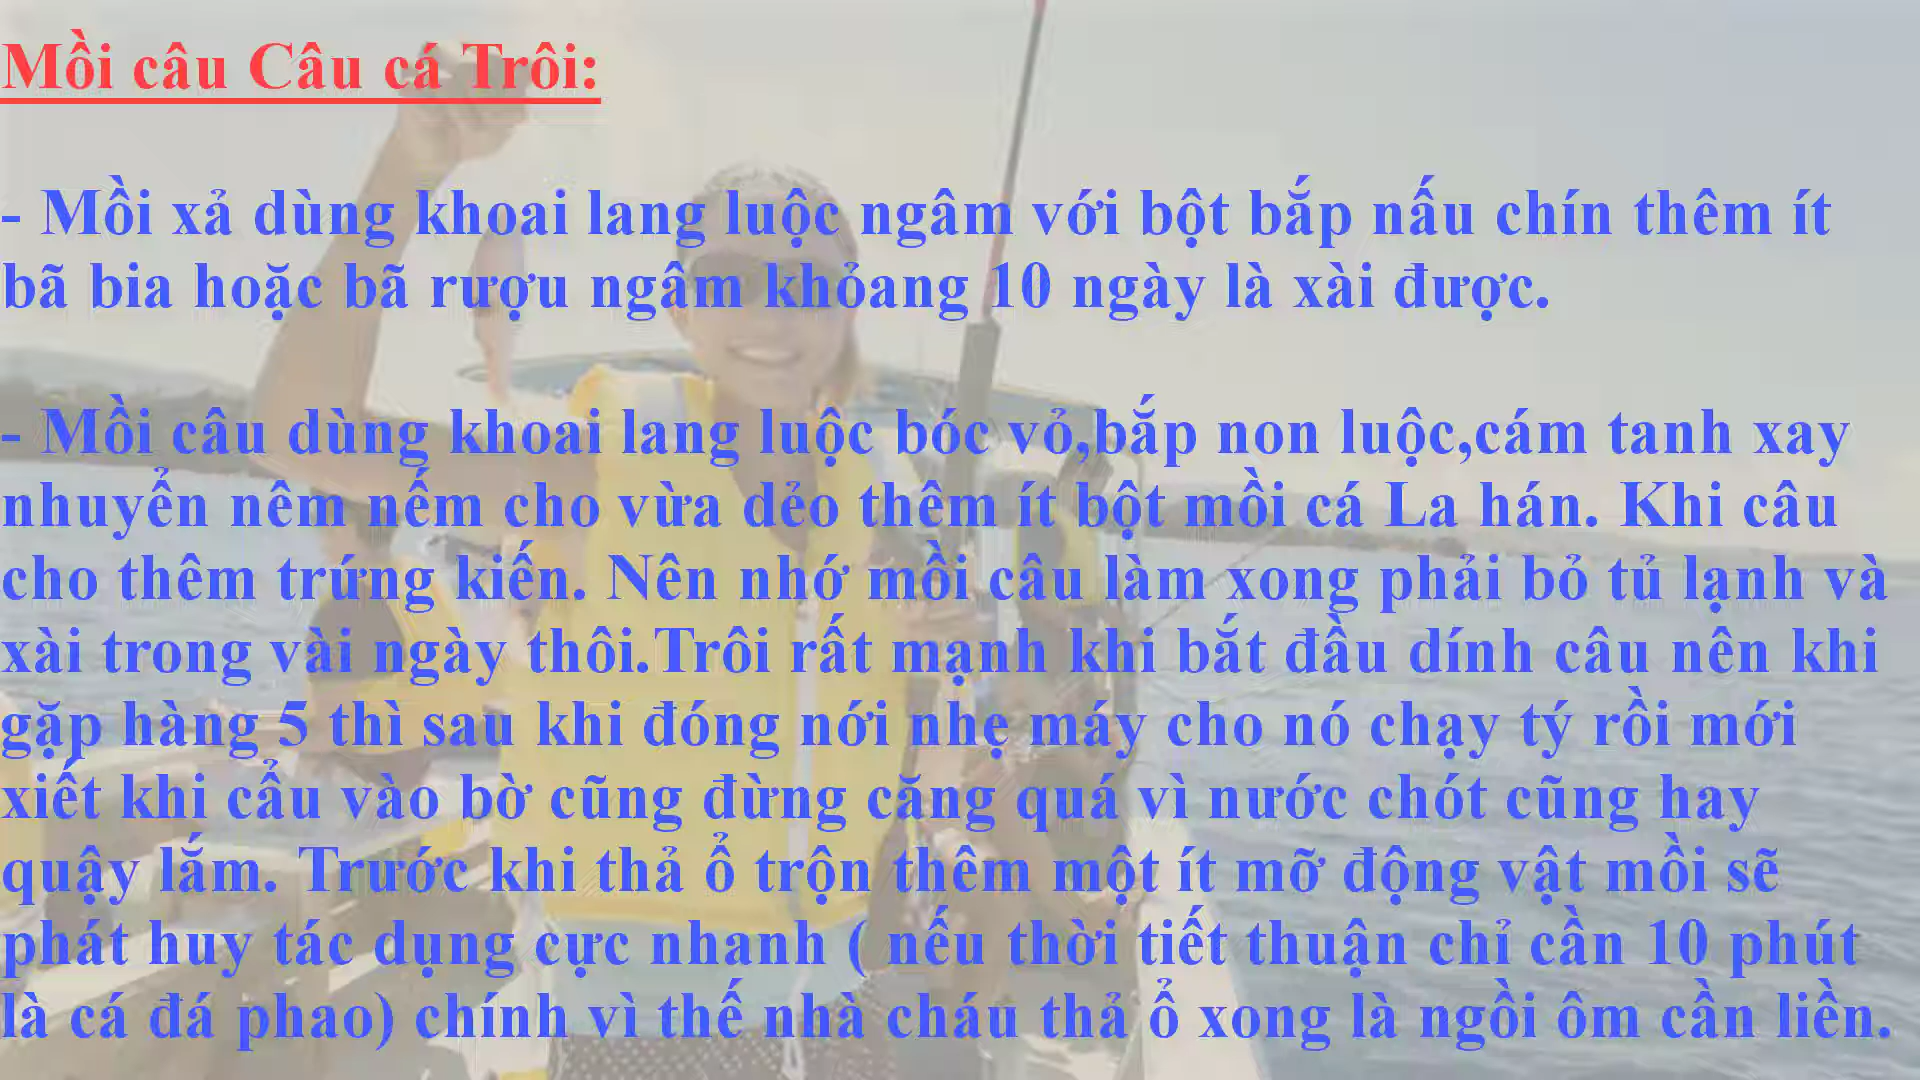 Mồi câu Câu cá Trôi:
- Mồi xả dùng khoai lang luộc ngâm với bột bắp nấu chín thêm ít
bã bia hoặc bã rượu ngâm khỏang 10 ngày là xài được.
- Mồi câu dùng khoai lang luộc bóc vỏ,bắp non luộc,cám tanh xay
nhuyển nêm nếm cho vừa dẻo thêm ít bột mồi cá La hán. Khi câu
cho thêm trứng kiến. Nên nhớ mồi câu làm xong phải bỏ tủ lạnh và
xài trong vài ngày thôi.Trôi rất mạnh khi bắt đầu dính câu nên khi
gặp hàng 5 thì sau khi đóng nới nhẹ máy cho nó chạy tý rồi mới
xiết khi cẩu vào bờ cũng đừng căng quá vì nước chót cũng hay
quậy lắm. Trước khi thả ổ trộn thêm một ít mỡ động vật mồi sẽ
phát huy tác dụng cực nhanh ( nếu thời tiết thuận chỉ cần 10 phút
là cá đá phao) chính vì thế nhà cháu thả ổ xong là ngồi ôm cần liền.